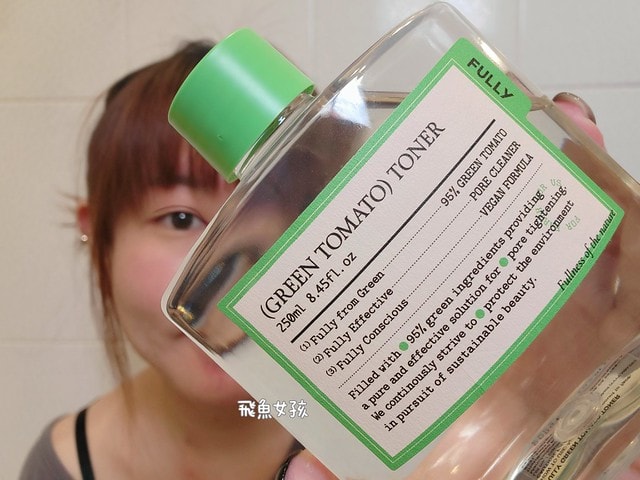 FULLY
(GREEN TOMATO) TONER
250ml 8.45fl.oz
95% GREEN TOMATO
PORE CLEANER
VEGAN FORMULA
(1) Fully from Green
(2) Fully Effective
(3) Fully Conscious
Filled with 95% green ingredients providing
a pure and effective solution for pore tightening.
We continously strive to protect the environment
in pursuit of sustainable beauty.
Fullness of the nature
飛魚女孩